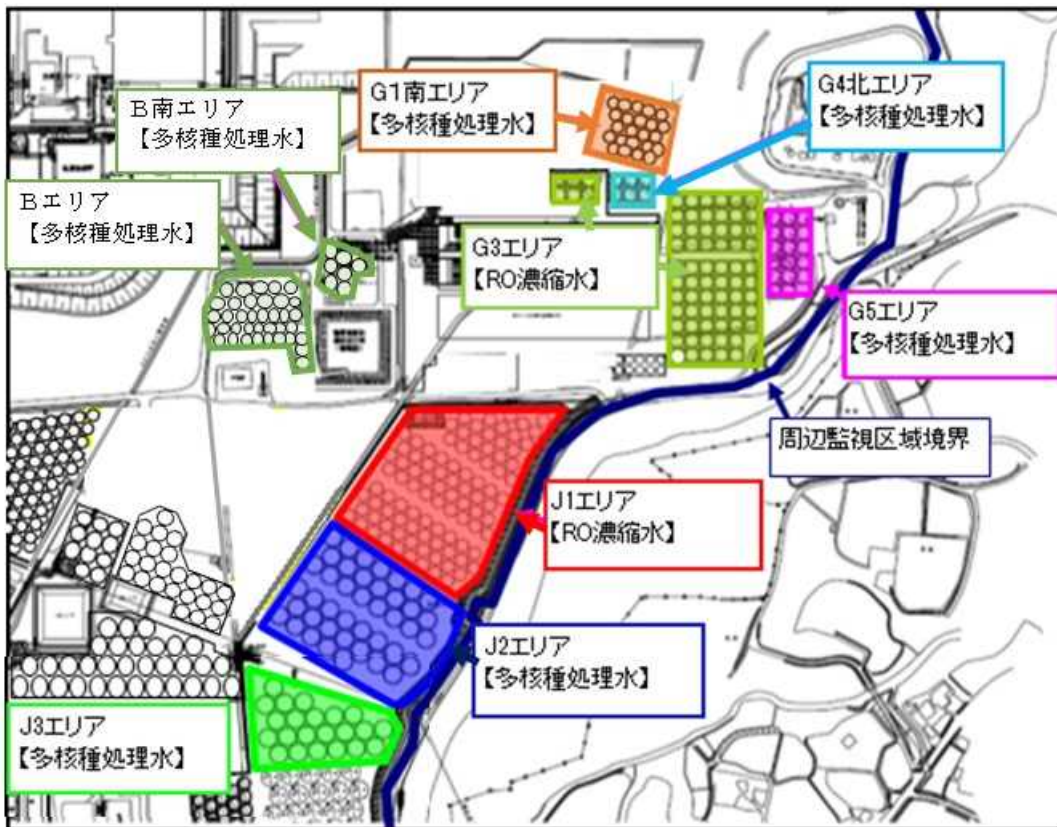 G1南エリア
【多核種処理水】
G4北エリア
【多核種処理水】
B南エリア
【多核種処理水】
Bエリア
【多核種処理水】
G3エリア
【RO濃縮水】
G5エリア
【多核種処理水】
周辺監視区域境界
J1エリア
【RO濃縮水】
J2エリア
【多核種処理水】
J3エリア
【多核種処理水】